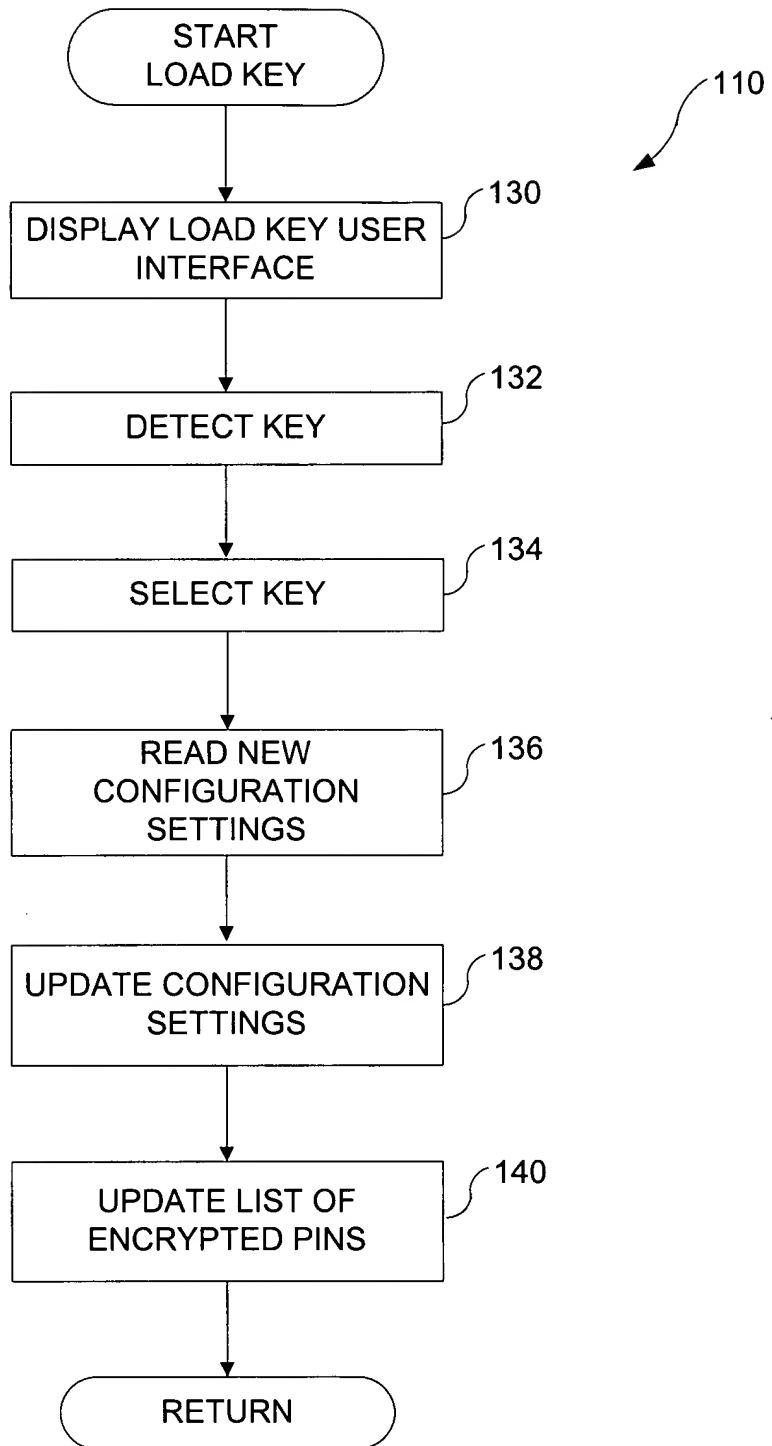 START
LOAD KEY
110
130
DISPLAY LOAD KEY USER
INTERFACE
132
DETECT KEY
134
SELECT KEY
136
READ NEW
CONFIGURATION
SETTINGS
138
UPDATE CONFIGURATION
SETTINGS
140
UPDATE LIST OF
ENCRYPTED PINS
RETURN